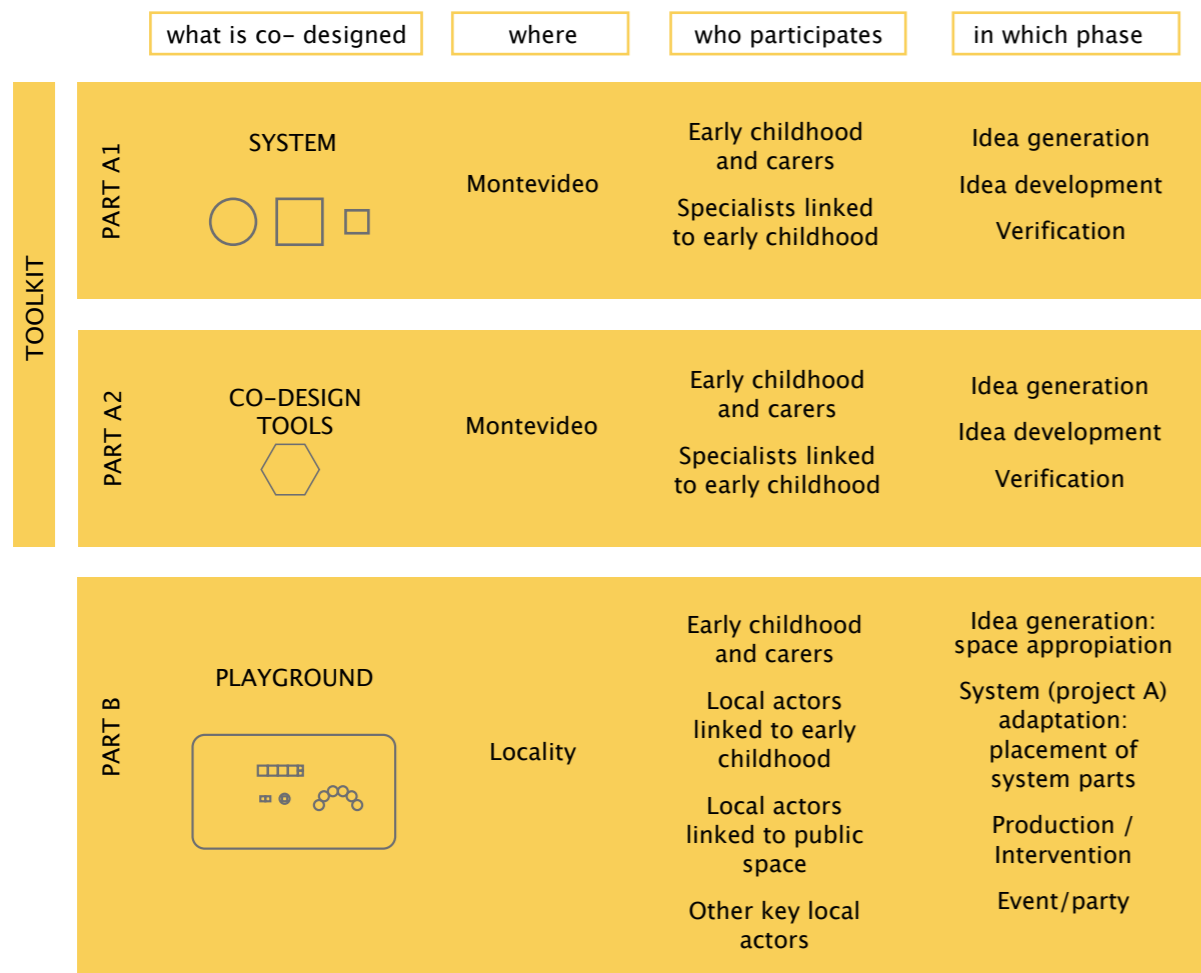 what is co- designed
where
who participates
in which phase
TOOLKIT
PART A1
SYSTEM
Montevideo
Early childhood
and carers
Specialists linked
to early childhood
Idea generation
Idea development
Verification
PART A2
CO-DESIGN
TOOLS
Montevideo
Early childhood
and carers
Specialists linked
to early childhood
Idea generation
Idea development
Verification
PART B
PLAYGROUND
Locality
Early childhood
and carers
Local actors
linked to early
childhood
Local actors
linked to public
space
Other key local
actors
Idea generation:
space appropiation
System (project A)
adaptation:
placement of
system parts
Production /
Intervention
Event/party